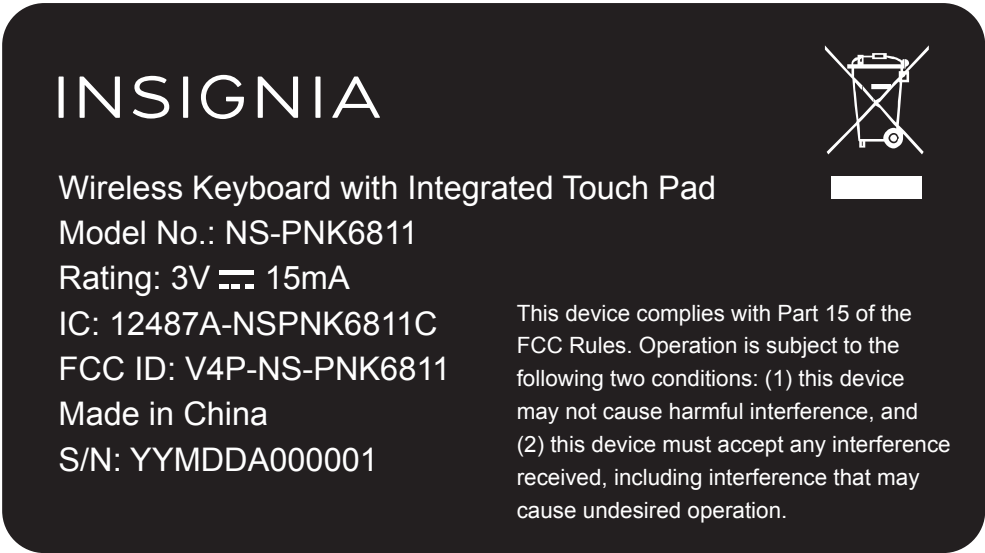 INSIGNIA
Wireless Keyboard with Integrated Touch Pad
Model No.: NS-PNK6811
Rating: 3V ⎓ 15mA
IC: 12487A-NSPNK6811C
FCC ID: V4P-NS-PNK6811
Made in China
S/N: YYMDDA000001
This device complies with Part 15 of the
FCC Rules. Operation is subject to the
following two conditions: (1) this device
may not cause harmful interference, and
(2) this device must accept any interference
received, including interference that may
cause undesired operation.